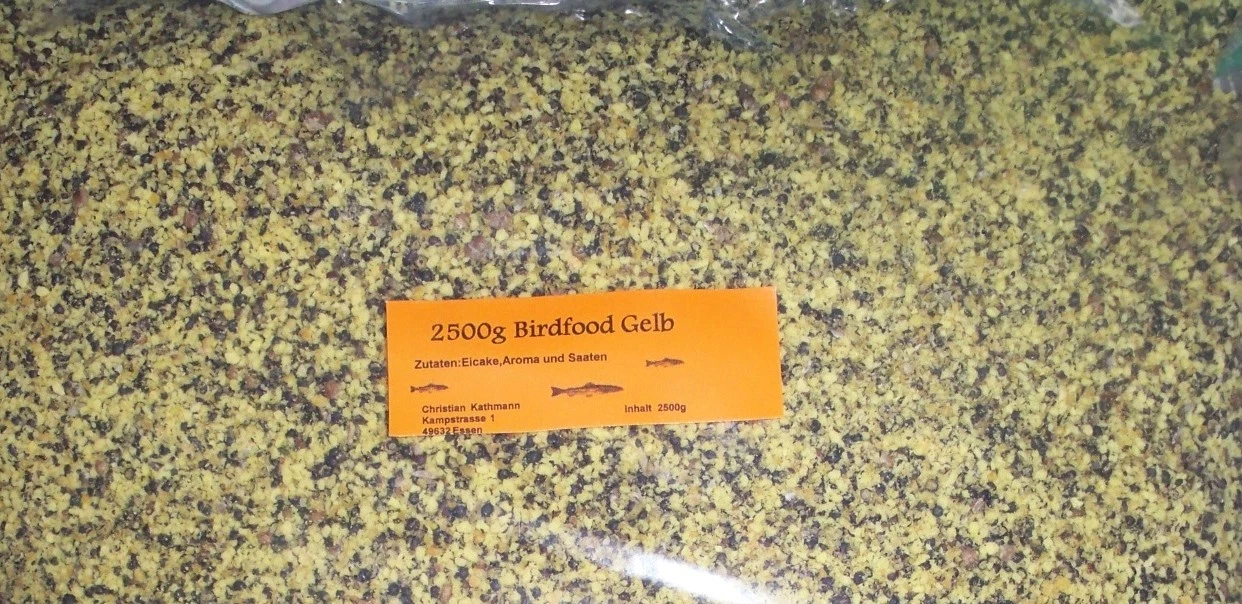 2500g Birdfood Gelb
Zutaten:Eicake,Aroma und Saaten
Christian Kathmann
Kampstrasse 1
49632 Essen
Inhalt 2500g